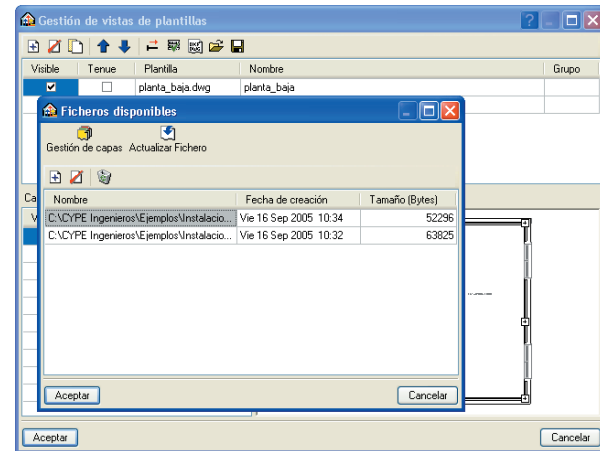 Gestión de vistas de plantillas
Visible Tenue Plantilla Nombre Grupo
planta_baja.dwg planta_baja
Ficheros disponibles
Gestión de capas Actualizar Fichero
Nombre Fecha de creación Tamaño (Bytes)
C:\CYPE Ingenieros\Ejemplos\Instalacio... Vie 16 Sep 2005 10:34 52296
C:\CYPE Ingenieros\Ejemplos\Instalacio... Vie 16 Sep 2005 10:32 63825
Aceptar Cancelar
Aceptar Cancelar